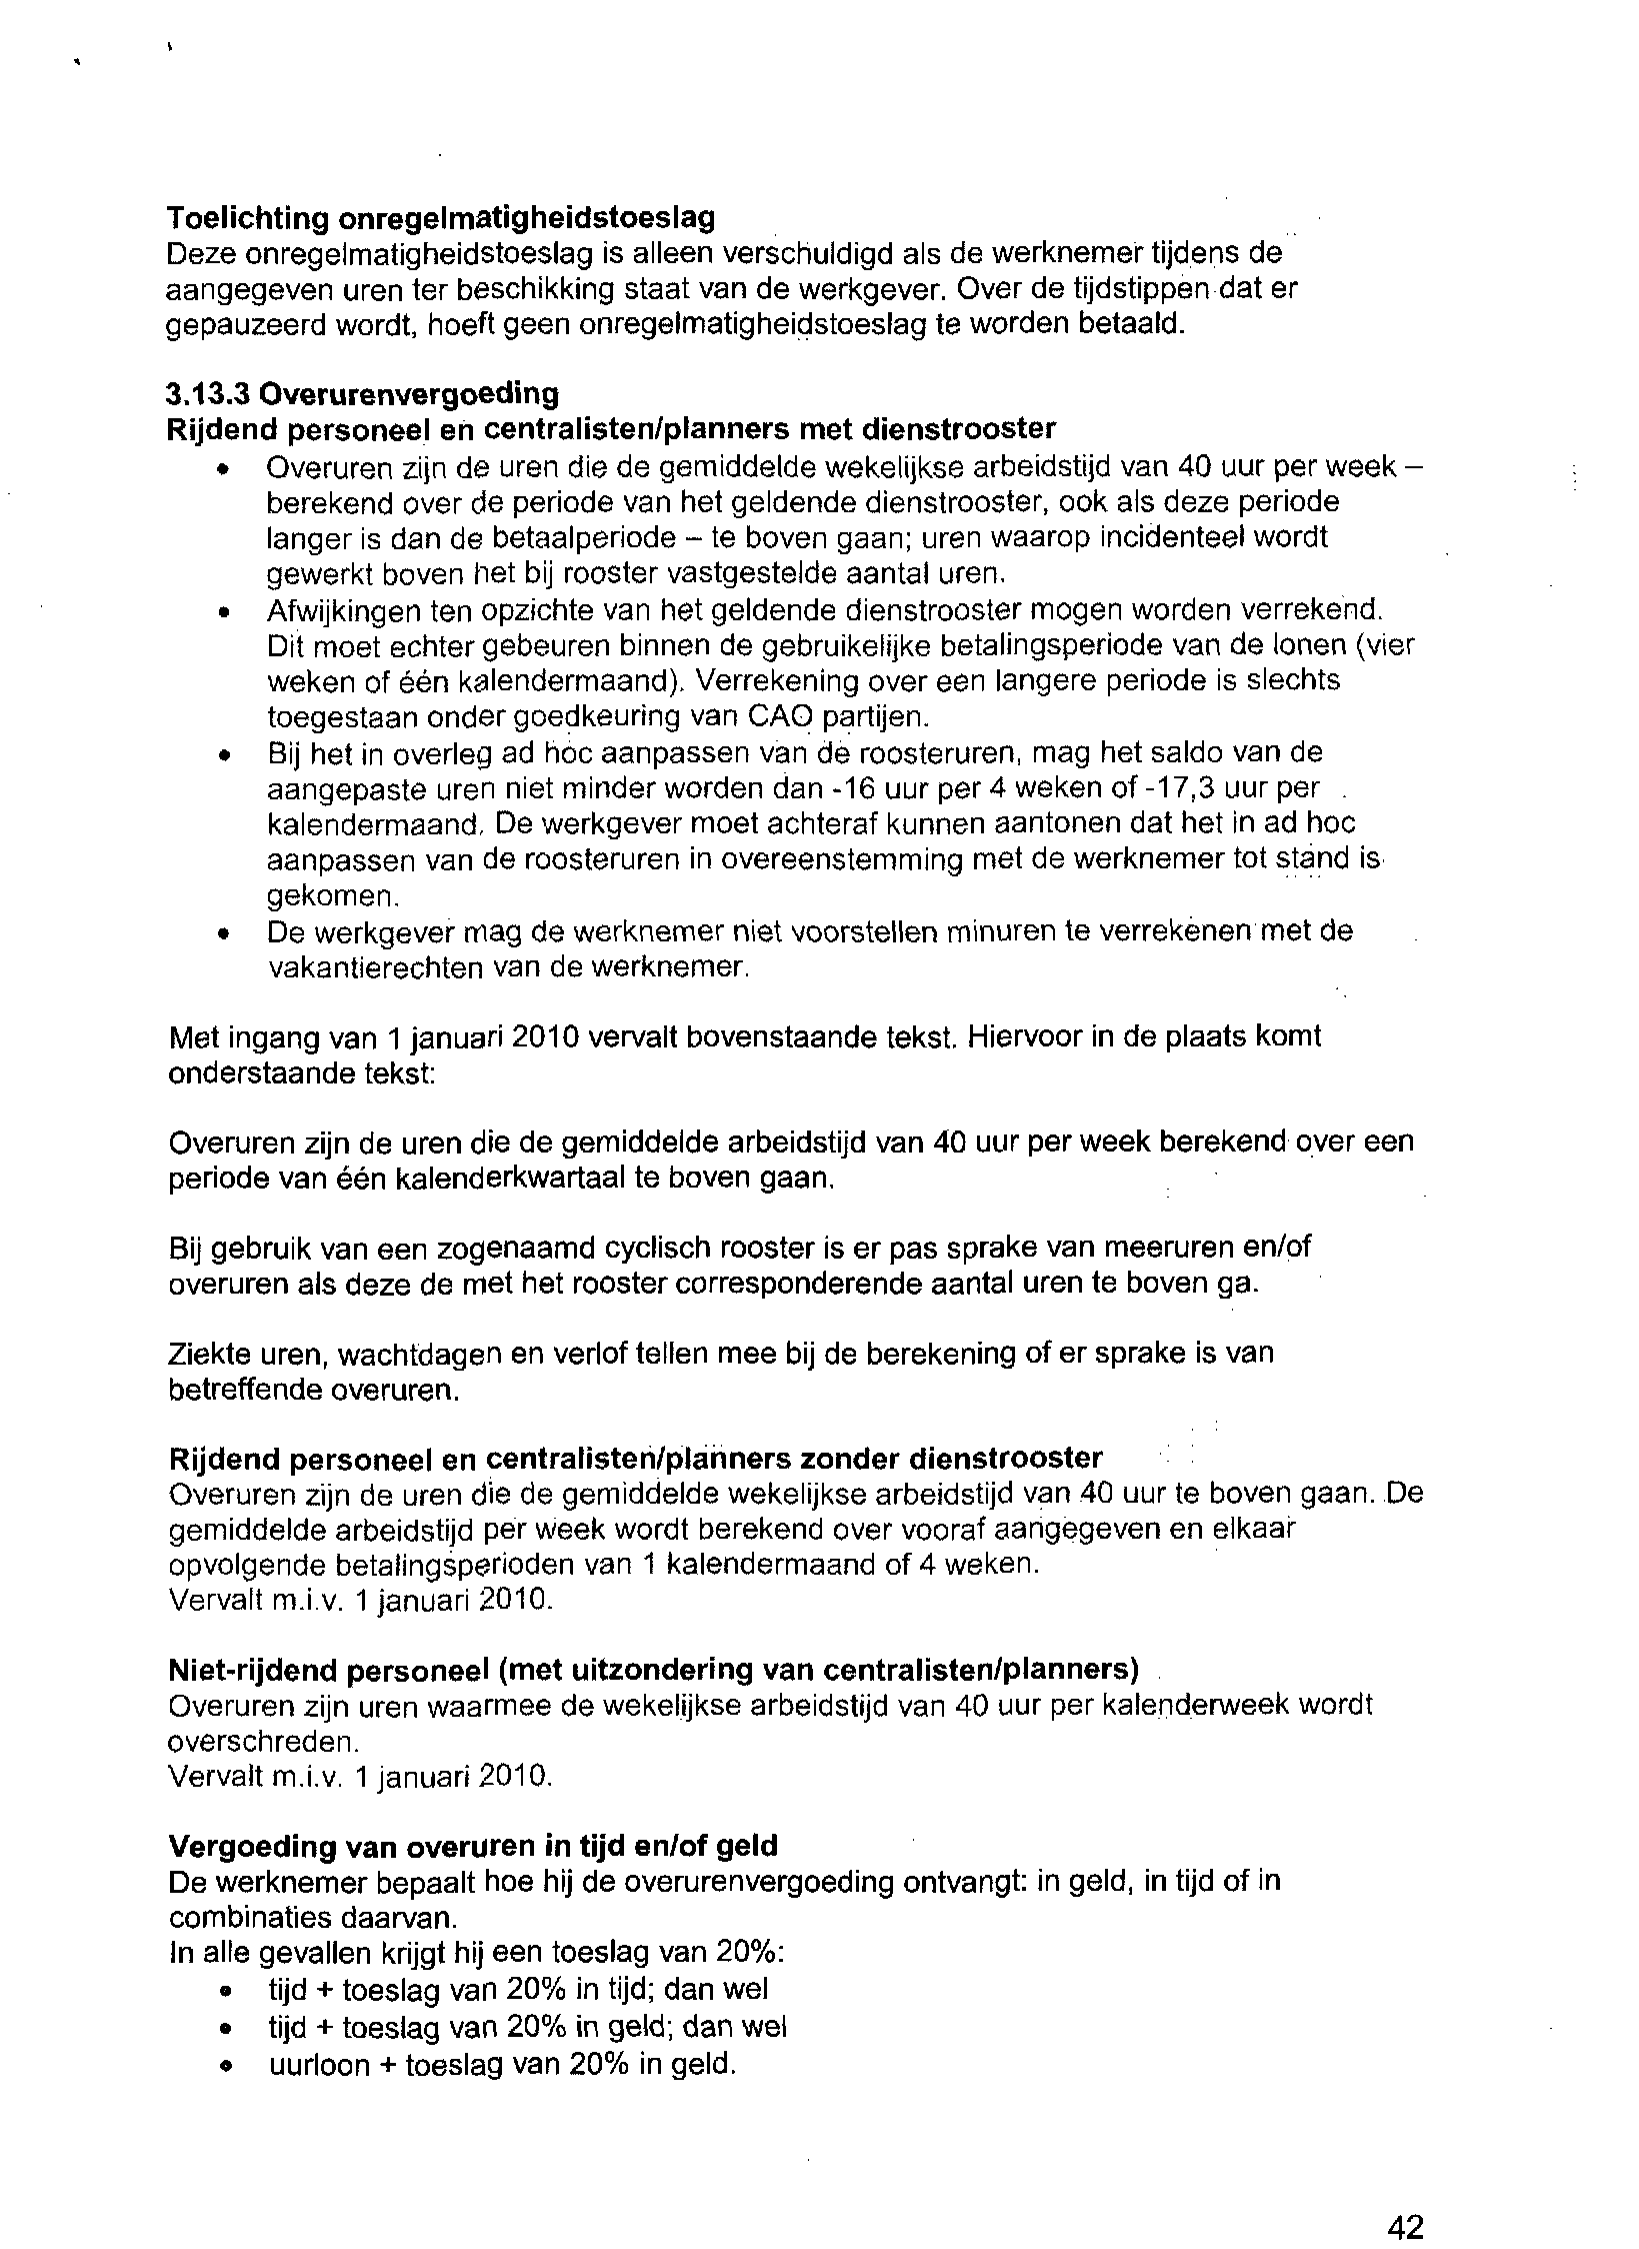 Toelichting onregelmatigheidstoeslag
Deze onregelmatigheidstoeslag is alleen verschuldigd als de werknemer tijdens de
aangegeven uren ter beschikking staat van de werkgever. Over de tijdstippen dat er
gepauzeerd wordt, hoeft geen onregelmatigheidstoeslag te worden betaald.
3.13.3 Overurenvergoeding
Rijdend personeel en centralisten/planners met dienstrooster
• Overuren zijn de uren die de gemiddelde wekelijkse arbeidstijd van 40 uur per week –
berekend over de periode van het geldende dienstrooster, ook als deze periode
langer is dan de betaalperiode – te boven gaan; uren waarop incidenteel wordt
gewerkt boven het bij rooster vastgestelde aantal uren.
• Afwijkingen ten opzichte van het geldende dienstrooster mogen worden verrekend.
Dit moet echter gebeuren binnen de gebruikelijke betalingsperiode van de lonen (vier
weken of één kalendermaand). Verrekening over een langere periode is slechts
toegestaan onder goedkeuring van CAO partijen.
• Bij het in overleg ad hoc aanpassen van de roosteruren, mag het saldo van de
aangepaste uren niet minder worden dan -16 uur per 4 weken of -17,3 uur per
kalendermaand. De werkgever moet achteraf kunnen aantonen dat het in ad hoc
aanpassen van de roosteruren in overeenstemming met de werknemer tot stand is
gekomen.
• De werkgever mag de werknemer niet voorstellen minuren te verrekenen met de
vakantierechten van de werknemer.
Met ingang van 1 januari 2010 vervalt bovenstaande tekst. Hiervoor in de plaats komt
onderstaande tekst:
Overuren zijn de uren die de gemiddelde arbeidstijd van 40 uur per week berekend over een
periode van één kalenderkwartaal te boven gaan.
Bij gebruik van een zogenaamd cyclisch rooster is er pas sprake van meeruren en/of
overuren als deze de met het rooster corresponderende aantal uren te boven ga.
Ziekte uren, wachtdagen en verlof tellen mee bij de berekening of er sprake is van
betreffende overuren.
Rijdend personeel en centralisten/planners zonder dienstrooster
Overuren zijn de uren die de gemiddelde wekelijkse arbeidstijd van 40 uur te boven gaan. De
gemiddelde arbeidstijd per week wordt berekend over vooraf aangegeven en elkaar
opvolgende betalingsperioden van 1 kalendermaand of 4 weken.
Vervalt m.i.v. 1 januari 2010.
Niet-rijdend personeel (met uitzondering van centralisten/planners)
Overuren zijn uren waarmee de wekelijkse arbeidstijd van 40 uur per kalenderweek wordt
overschreden.
Vervalt m.i.v. 1 januari 2010.
Vergoeding van overuren in tijd en/of geld
De werknemer bepaalt hoe hij de overurenvergoeding ontvangt: in geld, in tijd of in
combinaties daarvan.
In alle gevallen krijgt hij een toeslag van 20%:
• tijd + toeslag van 20% in tijd; dan wel
• tijd + toeslag van 20% in geld; dan wel
• uurloon + toeslag van 20% in geld.
42